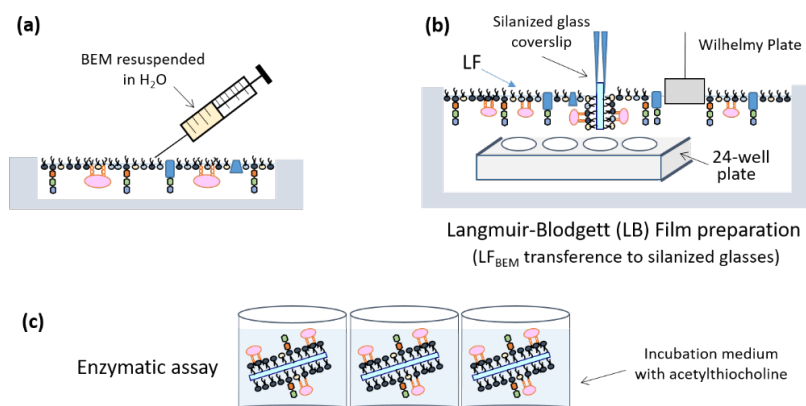 (a)
BEM resuspended
in H₂O
(b)
Silanized glass
coverslip
Wilhelmy Plate
LF
24-well
plate
Langmuir-Blodgett (LB) Film preparation
(LF_BEM transference to silanized glasses)
(c)
Enzymatic assay
Incubation medium
with acetylthiocholine